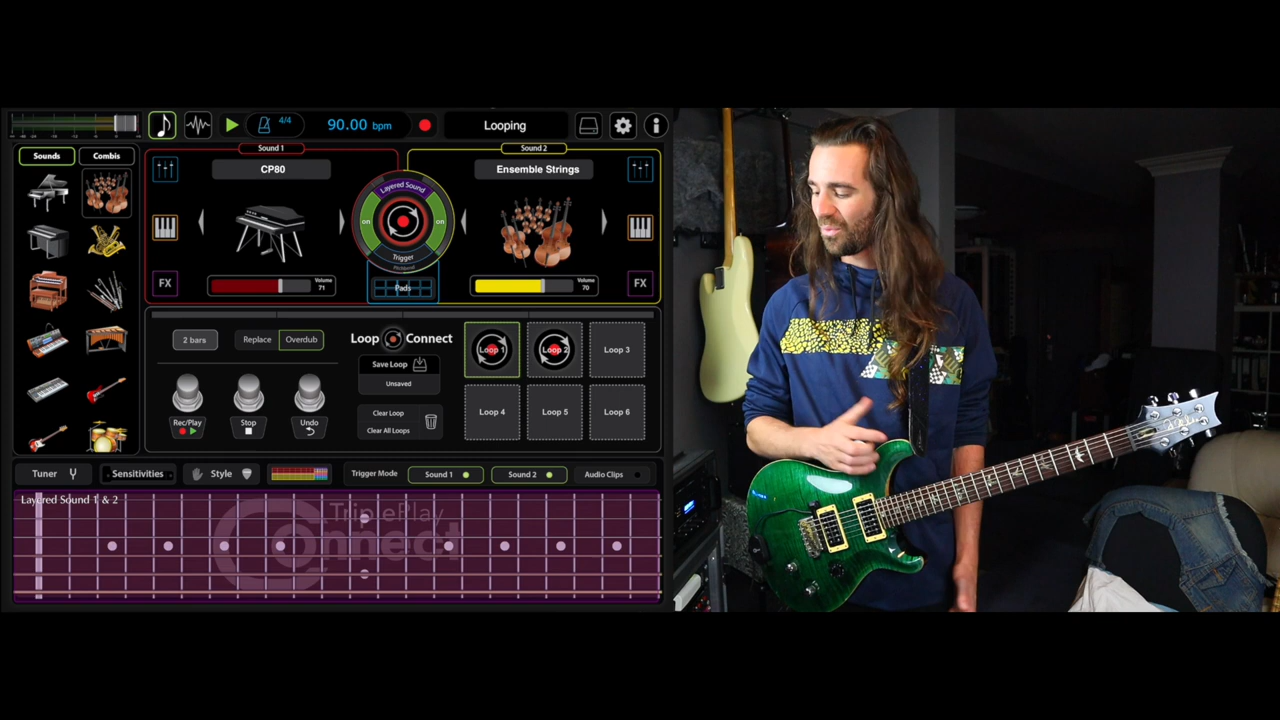 4/4
90.00 bpm
Looping
Sounds
Combis
Sound 1
Sound 2
CP80
Ensemble Strings
Layered Sound
on
on
Trigger
Pitchbend
Pads
FX
Volume
71
Volume
70
FX
2 bars
Replace
Overdub
Loop Connect
Save Loop
Unsaved
Clear Loop
Clear All Loops
Rec/Play
Stop
Undo
Loop 1
Loop 2
Loop 3
Loop 4
Loop 5
Loop 6
Tuner
Sensitivities
Style
Trigger Mode
Sound 1
Sound 2
Audio Clips
Layered Sound 1 & 2
TriplePlay
Connect